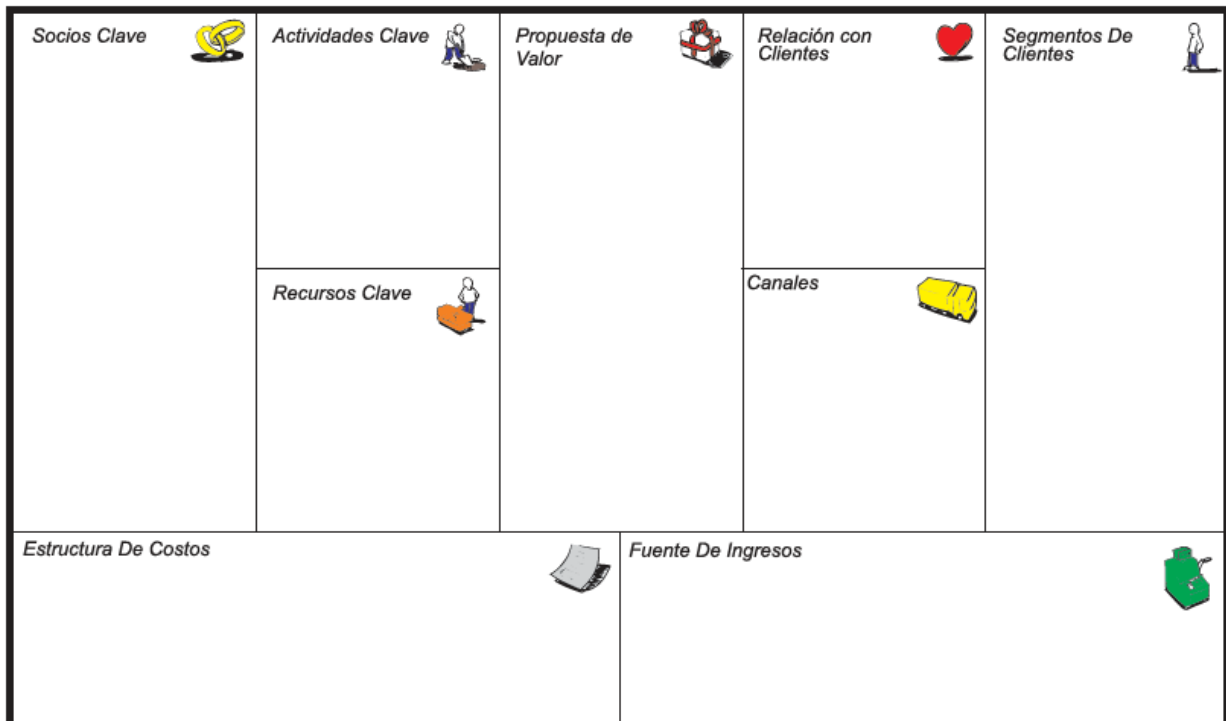 Socios Clave
Actividades Clave
Propuesta de
Valor
Relación con
Clientes
Segmentos De
Clientes
Recursos Clave
Canales
Estructura De Costos
Fuente De Ingresos